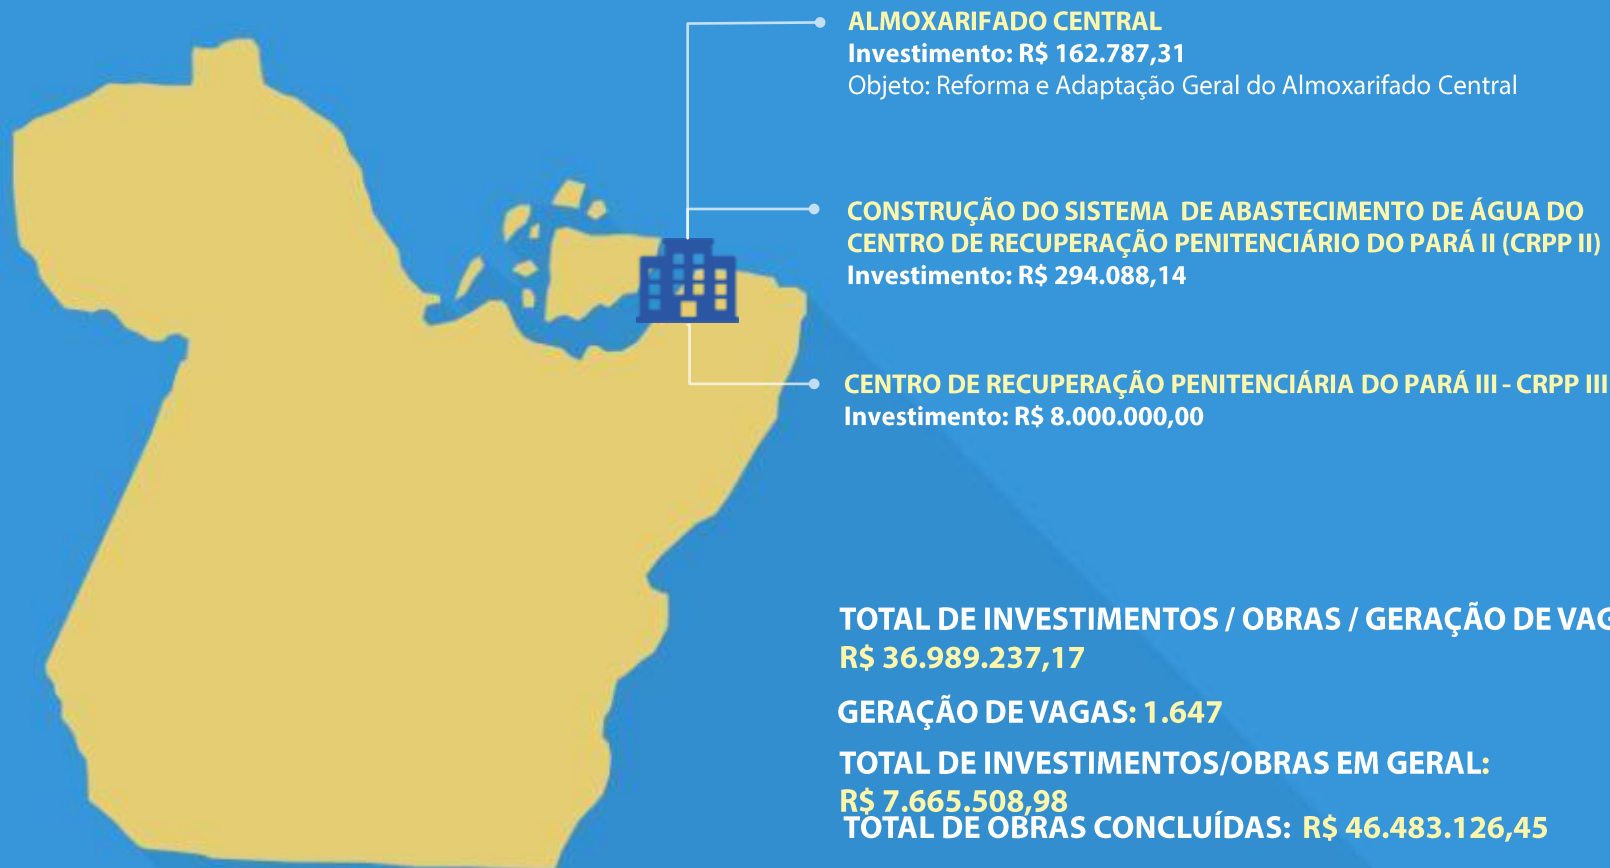 ALMOXARIFADO CENTRAL
Investimento: R$ 162.787,31
Objeto: Reforma e Adaptação Geral do Almoxarifado Central
CONSTRUÇÃO DO SISTEMA DE ABASTECIMENTO DE ÁGUA DO
CENTRO DE RECUPERAÇÃO PENITENCIÁRIO DO PARÁ II (CRPP II)
Investimento: R$ 294.088,14
CENTRO DE RECUPERAÇÃO PENITENCIÁRIA DO PARÁ III - CRPP III
Investimento: R$ 8.000.000,00
TOTAL DE INVESTIMENTOS / OBRAS / GERAÇÃO DE VAG
R$ 36.989.237,17
GERAÇÃO DE VAGAS: 1.647
TOTAL DE INVESTIMENTOS/OBRAS EM GERAL:
R$ 7.665.508,98
TOTAL DE OBRAS CONCLUÍDAS: R$ 46.483.126,45